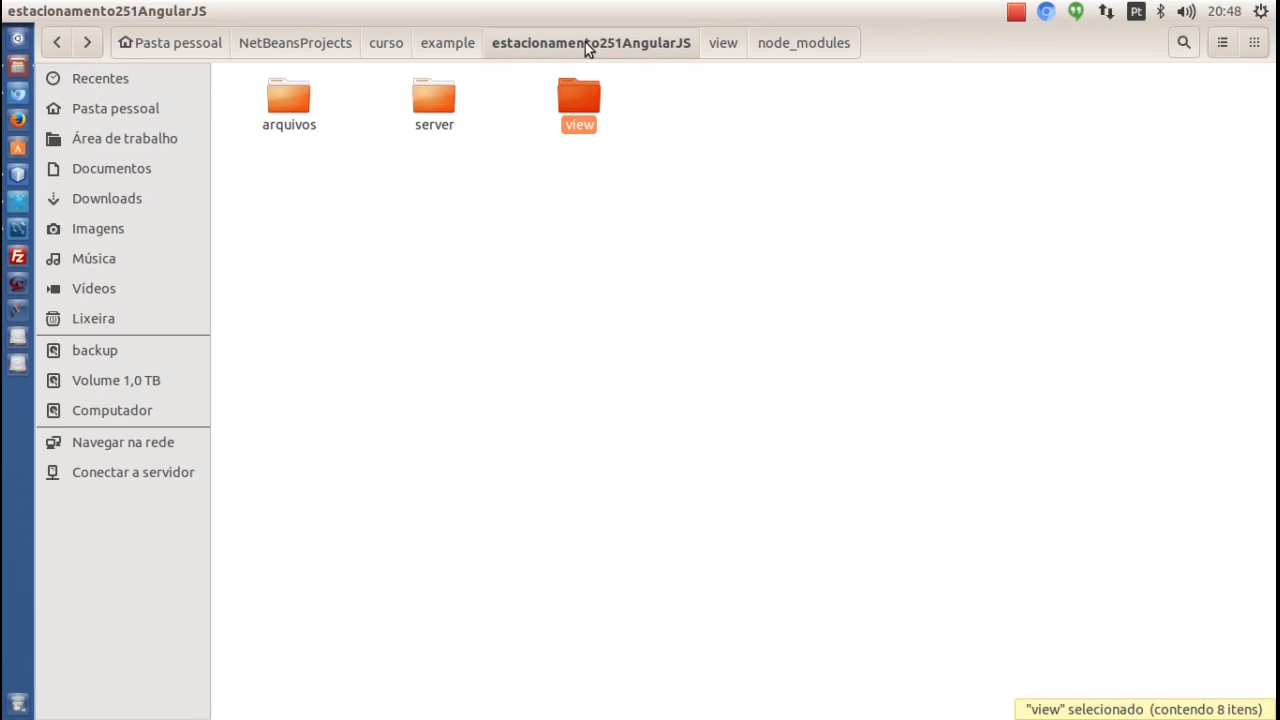 estacionamento251AngularJS
Pt
20:48
Pasta pessoal
NetBeansProjects
curso
example
estacionamento251AngularJS
view
node_modules
Recentes
Pasta pessoal
Área de trabalho
Documentos
Downloads
Imagens
Música
Vídeos
Lixeira
backup
Volume 1,0 TB
Computador
Navegar na rede
Conectar a servidor
arquivos
server
view
"view" selecionado (contendo 8 itens)